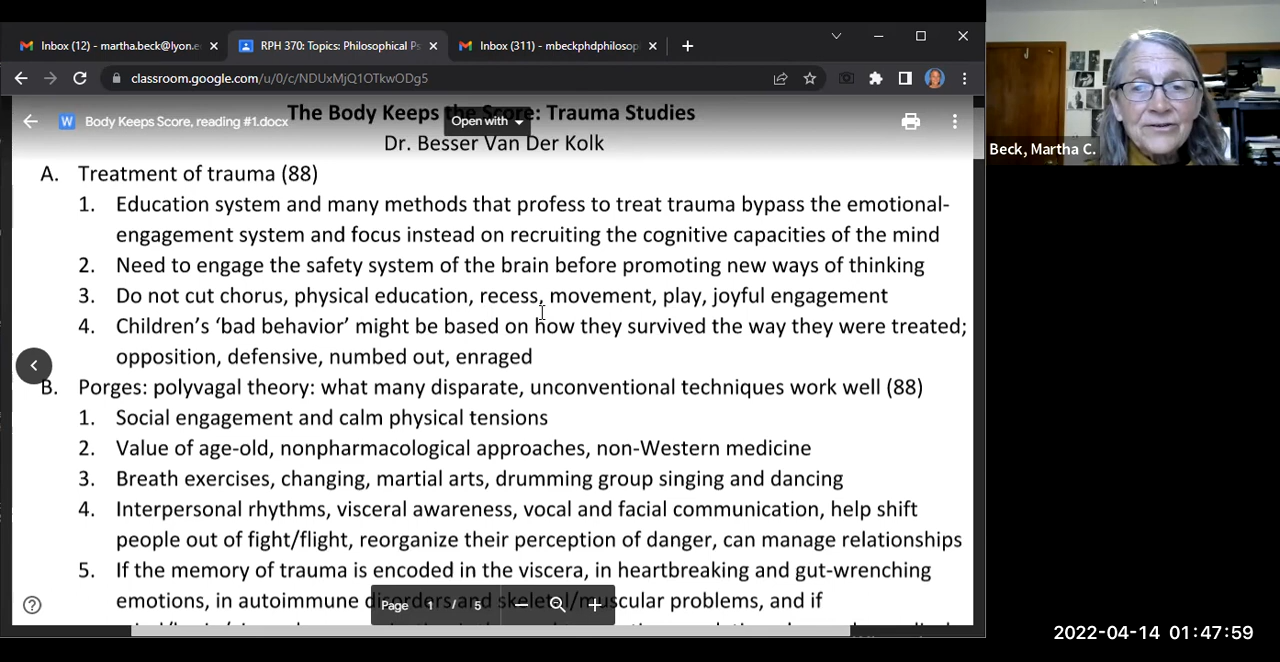 Inbox (12) - martha.beck@lyon.e
RPH 370: Topics: Philosophical Ps
Inbox (311) - mbeckphdphilosop
classroom.google.com/u/0/c/NDUxMjQ1OTkwODg5
The Body Keeps the Score: Trauma Studies
W Body Keeps Score, reading #1.docx
Open with
Dr. Besser Van Der Kolk
A. Treatment of trauma (88)
1. Education system and many methods that profess to treat trauma bypass the emotional-
engagement system and focus instead on recruiting the cognitive capacities of the mind
2. Need to engage the safety system of the brain before promoting new ways of thinking
3. Do not cut chorus, physical education, recess, movement, play, joyful engagement
4. Children's 'bad behavior' might be based on how they survived the way they were treated;
opposition, defensive, numbed out, enraged
B. Porges: polyvagal theory: what many disparate, unconventional techniques work well (88)
1. Social engagement and calm physical tensions
2. Value of age-old, nonpharmacological approaches, non-Western medicine
3. Breath exercises, changing, martial arts, drumming group singing and dancing
4. Interpersonal rhythms, visceral awareness, vocal and facial communication, help shift
people out of fight/flight, reorganize their perception of danger, can manage relationships
5. If the memory of trauma is encoded in the viscera, in heartbreaking and gut-wrenching
emotions, in autoimmune disorders and skeletal/muscular problems, and if
Page 1 / 5
Beck, Martha C.
2022-04-14 01:47:59